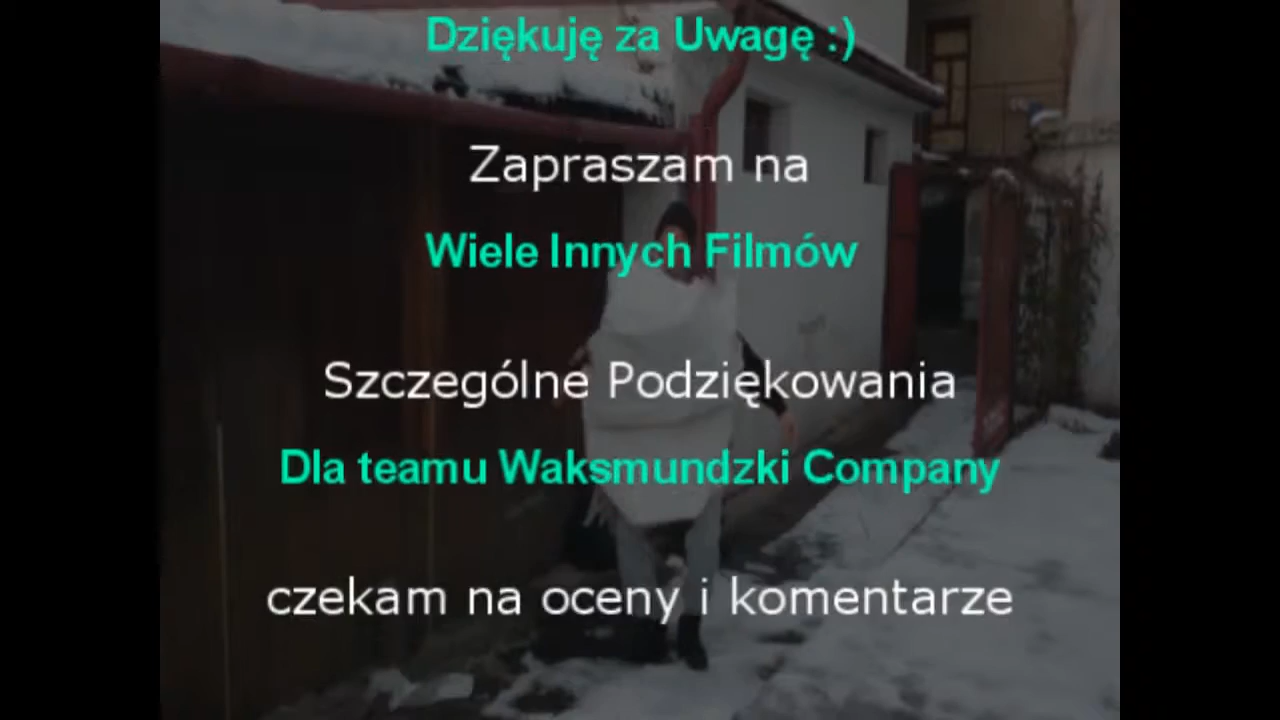 Dziękuję za Uwagę :)
Zapraszam na
Wiele Innych Filmów
Szczególne Podziękowania
Dla teamu Waksmundzki Company
czekam na oceny i komentarze